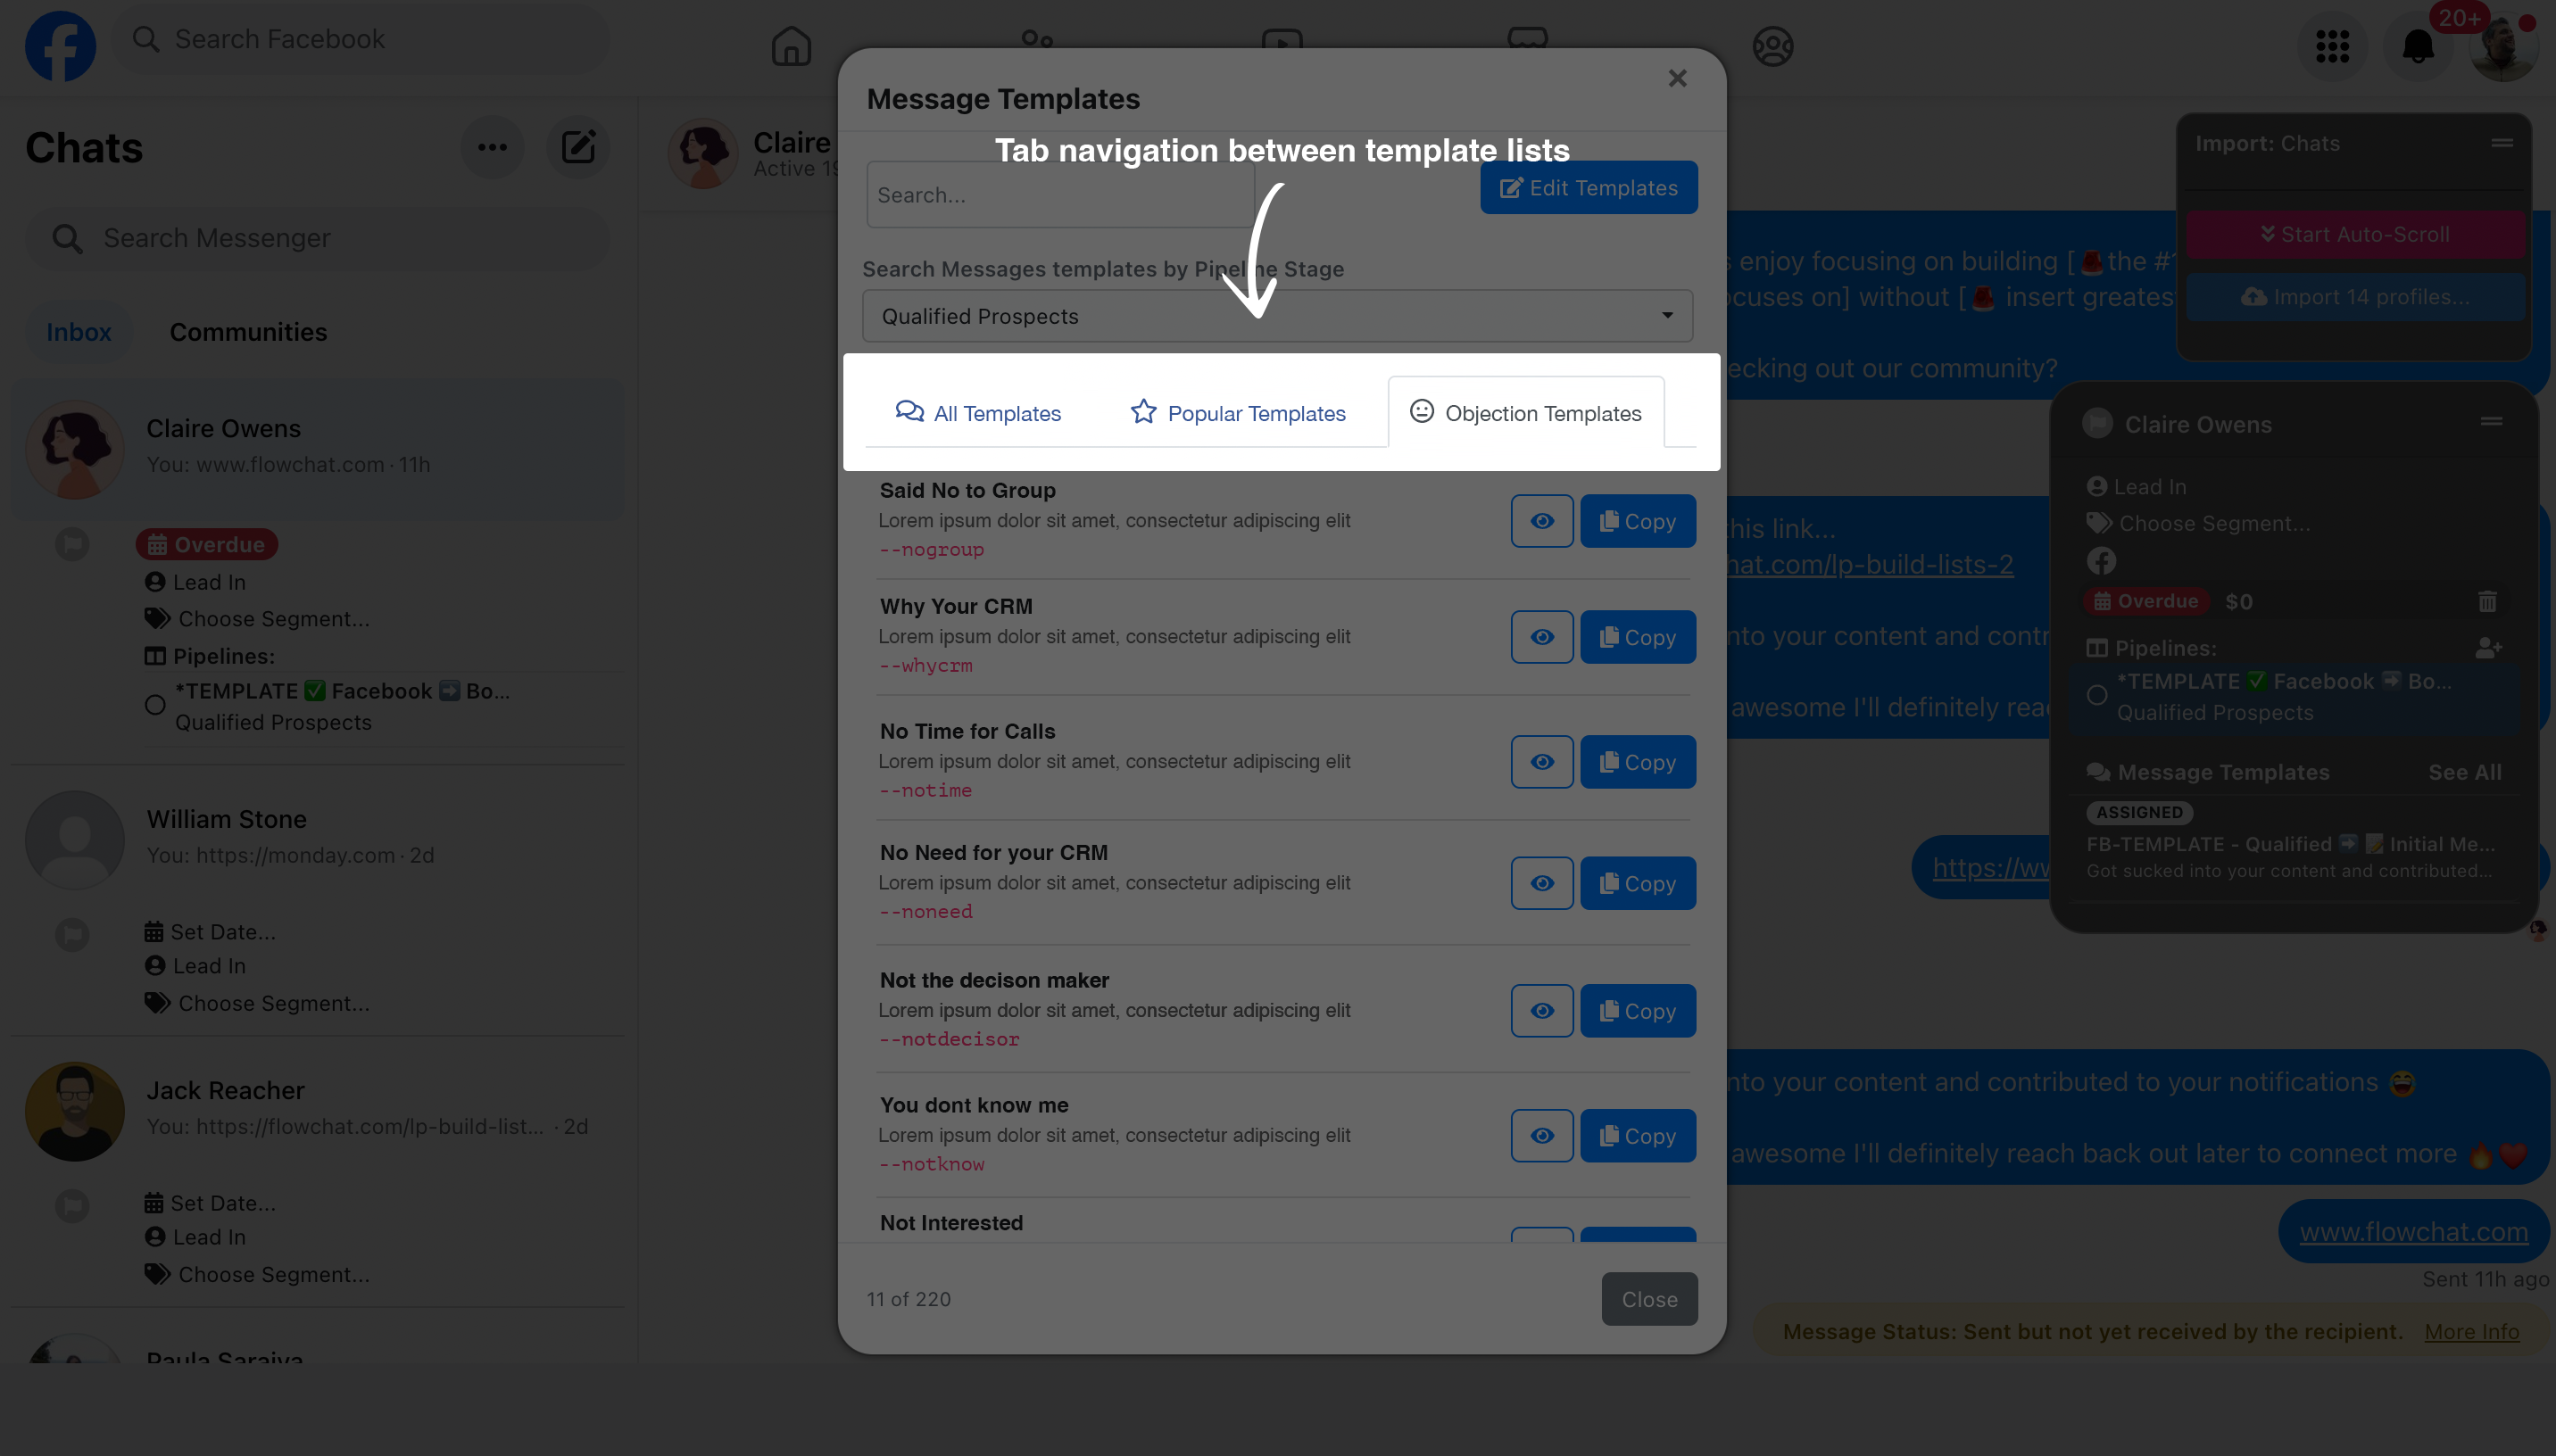 Search Facebook
20+
Chats
Search Messenger
Inbox
Communities
Claire Owens
You: www.flowchat.com · 11h
Overdue
Lead In
Choose Segment...
Pipelines:
*TEMPLATE ✅ Facebook ➡️ Bo...
Qualified Prospects
William Stone
You: https://monday.com · 2d
Set Date...
Lead In
Choose Segment...
Jack Reacher
You: https://flowchat.com/lp-build-list... · 2d
Set Date...
Lead In
Choose Segment...
Paula Saraiva
Claire
Active 19
Message Templates
Tab navigation between template lists
Search...
Edit Templates
Search Messages templates by Pipeline Stage
Qualified Prospects
All Templates
Popular Templates
Objection Templates
Said No to Group
Lorem ipsum dolor sit amet, consectetur adipiscing elit
--nogroup
Copy
Why Your CRM
Lorem ipsum dolor sit amet, consectetur adipiscing elit
--whycrm
Copy
No Time for Calls
Lorem ipsum dolor sit amet, consectetur adipiscing elit
--notime
Copy
No Need for your CRM
Lorem ipsum dolor sit amet, consectetur adipiscing elit
--noneed
Copy
Not the decison maker
Lorem ipsum dolor sit amet, consectetur adipiscing elit
--notdecisor
Copy
You dont know me
Lorem ipsum dolor sit amet, consectetur adipiscing elit
--notknow
Copy
Not Interested
11 of 220
Close
enjoy focusing on building [🚨the #
ocuses on] without [🚨 insert greatest
ecking out our community?
this link...
hat.com/lp-build-lists-2
nto your content and contr
awesome I'll definitely reac
https://ww
nto your content and contributed to your notifications 😂
awesome I'll definitely reach back out later to connect more 🔥❤️
www.flowchat.com
Sent 11h ago
Message Status: Sent but not yet received by the recipient. More Info
Import: Chats
Start Auto-Scroll
Import 14 profiles...
Claire Owens
Lead In
Choose Segment...
Overdue $0
Pipelines:
*TEMPLATE ✅ Facebook ➡️ Bo...
Qualified Prospects
Message Templates See All
ASSIGNED
FB-TEMPLATE - Qualified ➡️ 📝 Initial Me...
Got sucked into your content and contributed...